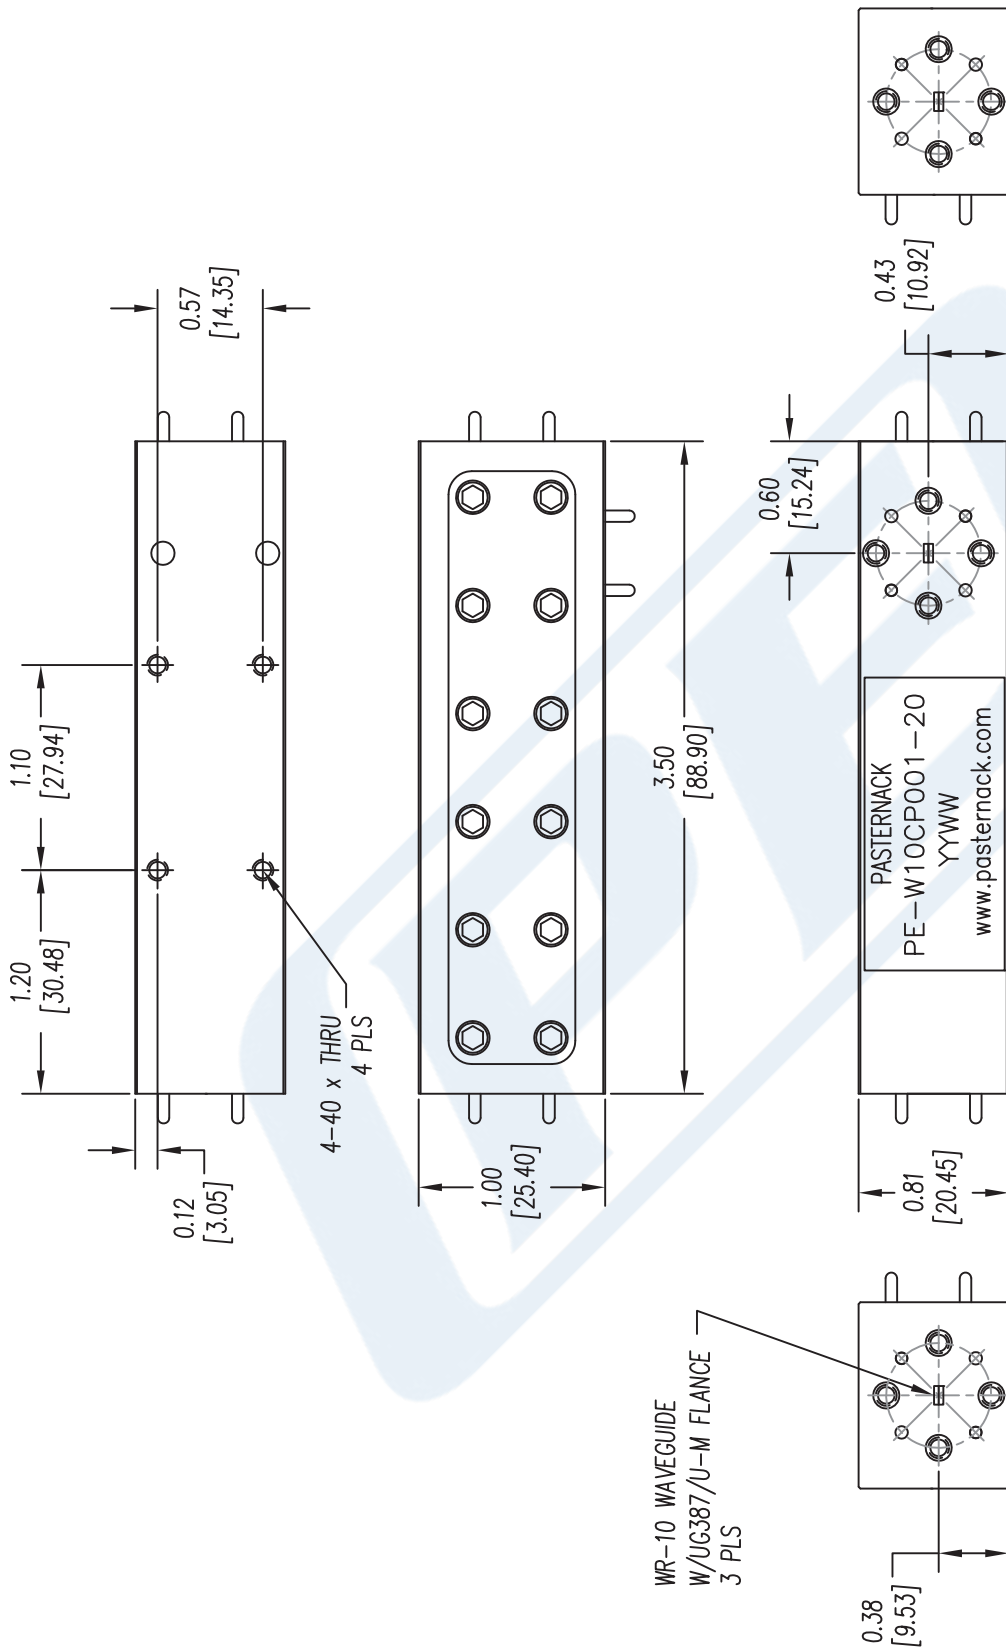 1.20
[30.48]
1.10
[27.94]
0.12
[3.05]
4-40 x THRU
4 PLS
0.57
[14.35]
1.00
[25.40]
3.50
[88.90]
WR-10 WAVEGUIDE
W/UG387/U-M FLANCE
3 PLS
0.38
[9.53]
0.81
[20.45]
PASTERNACK
PE-W10CP001-20
YYWW
www.pasternack.com
0.60
[15.24]
0.43
[10.92]